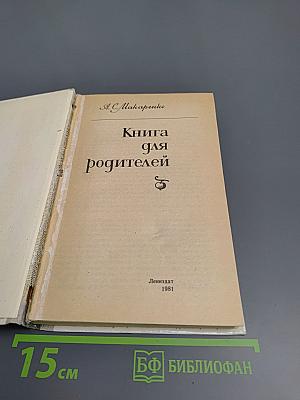 А. С. Макаренко
Книга
для
родителей
Лениздат
1981
15 см
БФ БИБЛИОФАН